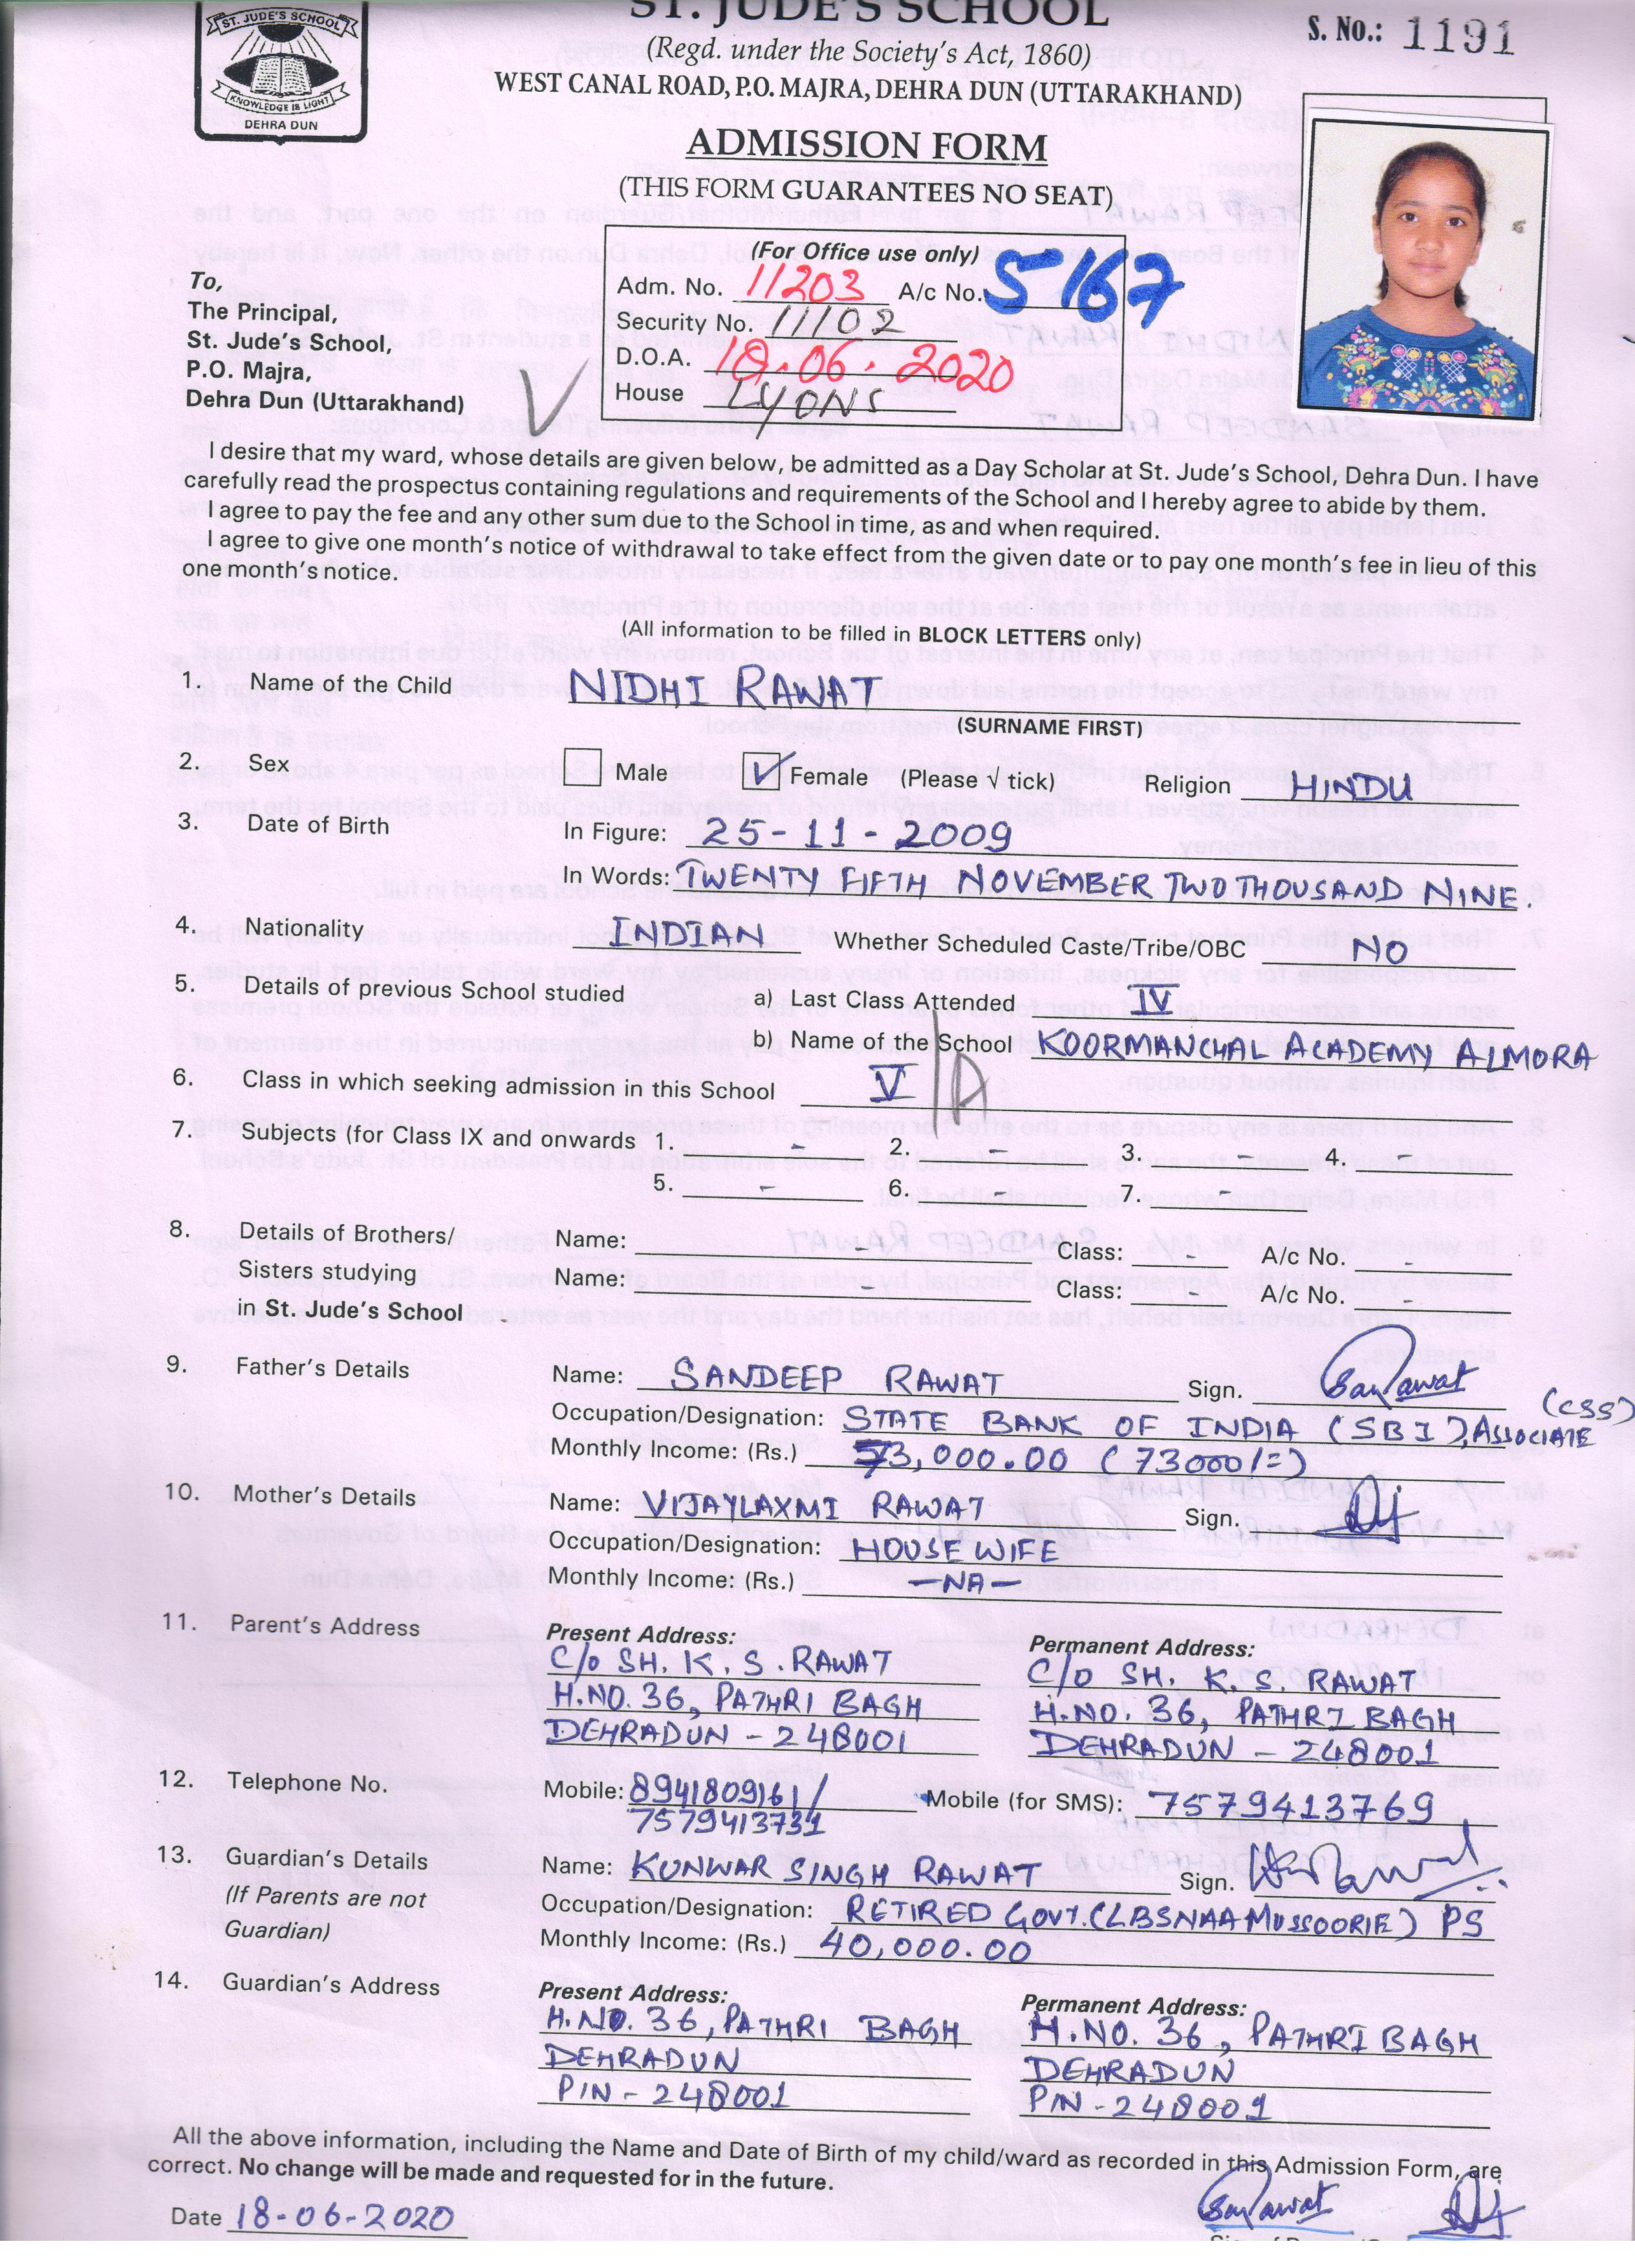 ST. JUDE'S SCHOOL
KNOWLEDGE IS LIGHT
DEHRA DUN
ST. JUDE'S SCHOOL
S. No.: 1191
(Regd. under the Society's Act, 1860)
WEST CANAL ROAD, P.O. MAJRA, DEHRA DUN (UTTARAKHAND)
ADMISSION FORM
(THIS FORM GUARANTEES NO SEAT)
(For Office use only)
Adm. No. 11203 A/c No. 5167
Security No. 11102
D.O.A. 19.06.2020
House LYONS
To,
The Principal,
St. Jude's School,
P.O. Majra,
Dehra Dun (Uttarakhand)
I desire that my ward, whose details are given below, be admitted as a Day Scholar at St. Jude's School, Dehra Dun. I have
carefully read the prospectus containing regulations and requirements of the School and I hereby agree to abide by them.
I agree to pay the fee and any other sum due to the School in time, as and when required.
I agree to give one month's notice of withdrawal to take effect from the given date or to pay one month's fee in lieu of this
one month's notice.
(All information to be filled in BLOCK LETTERS only)
1. Name of the Child NIDHI RAWAT
(SURNAME FIRST)
2. Sex Male ✓ Female (Please √ tick) Religion HINDU
3. Date of Birth In Figure: 25-11-2009
In Words: TWENTY FIFTH NOVEMBER TWO THOUSAND NINE.
4. Nationality INDIAN Whether Scheduled Caste/Tribe/OBC NO
5. Details of previous School studied a) Last Class Attended IV
b) Name of the School KOORMANCHAL ACADEMY ALMORA
6. Class in which seeking admission in this School V/A
7. Subjects (for Class IX and onwards 1. - 2. - 3. - 4. -
5. - 6. - 7. -
8. Details of Brothers/ Name: - Class: - A/c No. -
Sisters studying Name: - Class: - A/c No. -
in St. Jude's School
9. Father's Details Name: SANDEEP RAWAT Sign.
Occupation/Designation: STATE BANK OF INDIA (SBI), ASSOCIATE (CSS)
Monthly Income: (Rs.) 73,000.00 (73000/=)
10. Mother's Details Name: VIJAYLAXMI RAWAT Sign.
Occupation/Designation: HOUSE WIFE
Monthly Income: (Rs.) -NA-
11. Parent's Address Present Address: Permanent Address:
C/O SH. K. S. RAWAT C/O SH. K. S. RAWAT
H.NO. 36, PATHRI BAGH H.NO. 36, PATHRI BAGH
DEHRADUN - 248001 DEHRADUN - 248001
12. Telephone No. Mobile: 8941809161/ Mobile (for SMS): 7579413769
7579413731
13. Guardian's Details Name: KUNWAR SINGH RAWAT Sign.
(If Parents are not Occupation/Designation: RETIRED GOVT. (LBSNAA MUSSOORIE) PS
Guardian) Monthly Income: (Rs.) 40,000.00
14. Guardian's Address Present Address: Permanent Address:
H.NO. 36, PATHRI BAGH H.NO. 36, PATHRI BAGH
DEHRADUN DEHRADUN
PIN - 248001 PIN - 248001
All the above information, including the Name and Date of Birth of my child/ward as recorded in this Admission Form, are
correct. No change will be made and requested for in the future.
Date 18-06-2020